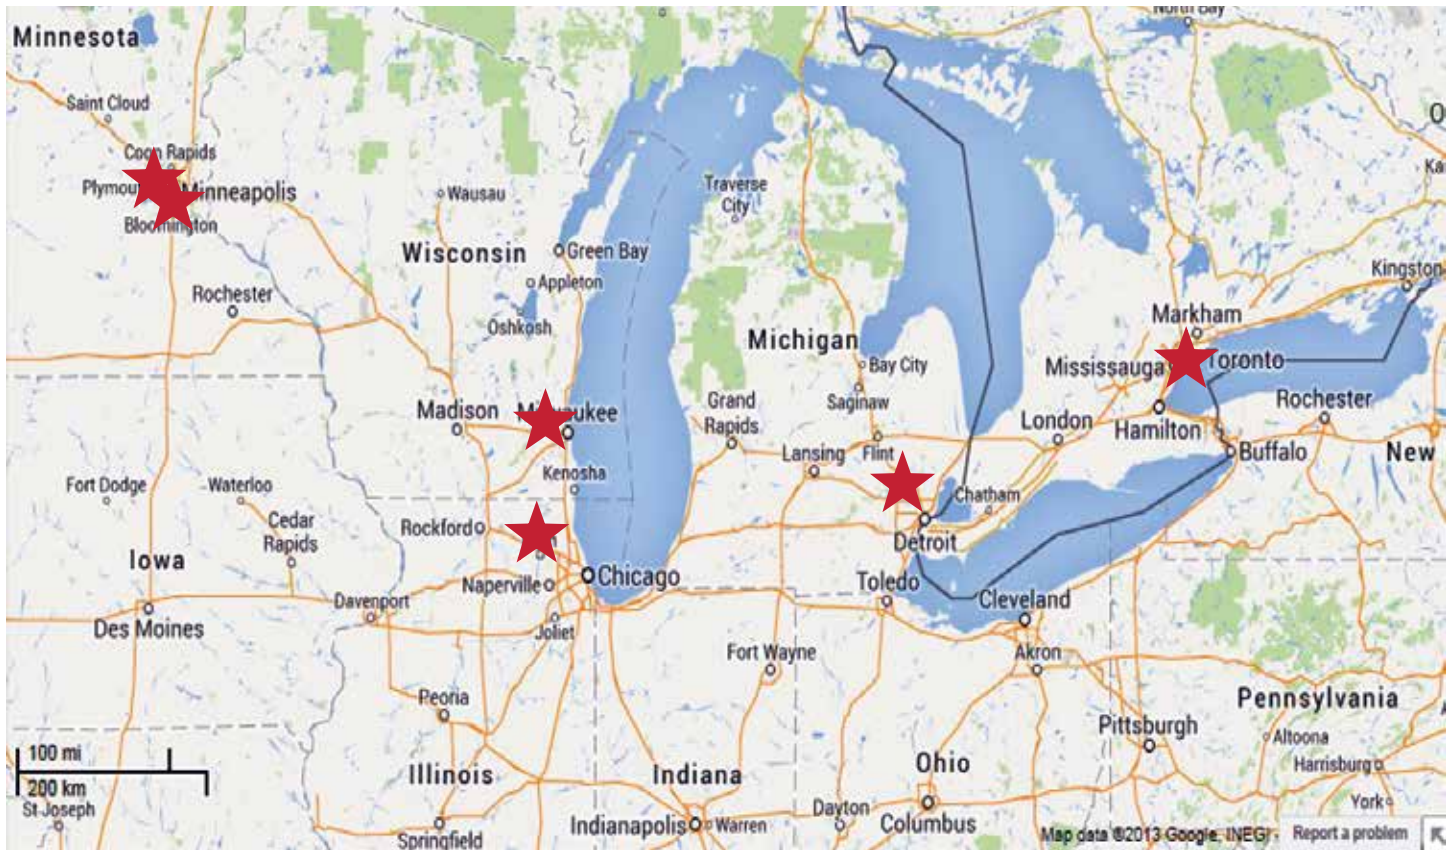 North Bay
Minnesota
Saint Cloud
Coon Rapids
Plymou
Minneapolis
Bloomington
Wausau
Traverse
City
Wisconsin
Green Bay
Appleton
Oshkosh
Rochester
Kingston
Markham
Michigan
Mississauga
Toronto
Bay City
Saginaw
Madison
Grand
Rapids
London
Rochester
Hamilton
Lansing
Flint
Buffalo
New
Kenosha
Fort Dodge
Waterloo
Chatham
Cedar
Rapids
Rockford
Detroit
Iowa
Chicago
Naperville
Toledo
Cleveland
Davenport
Des Moines
Joliet
Fort Wayne
Akron
Peoria
Pennsylvania
Pittsburgh
Altoona
100 mi
200 km
Illinois
Indiana
Ohio
Harrisburg
St Joseph
Dayton
York
Springfield
Indianapolis
Warren
Columbus
Map data ©2013 Google, INEGI
Report a problem